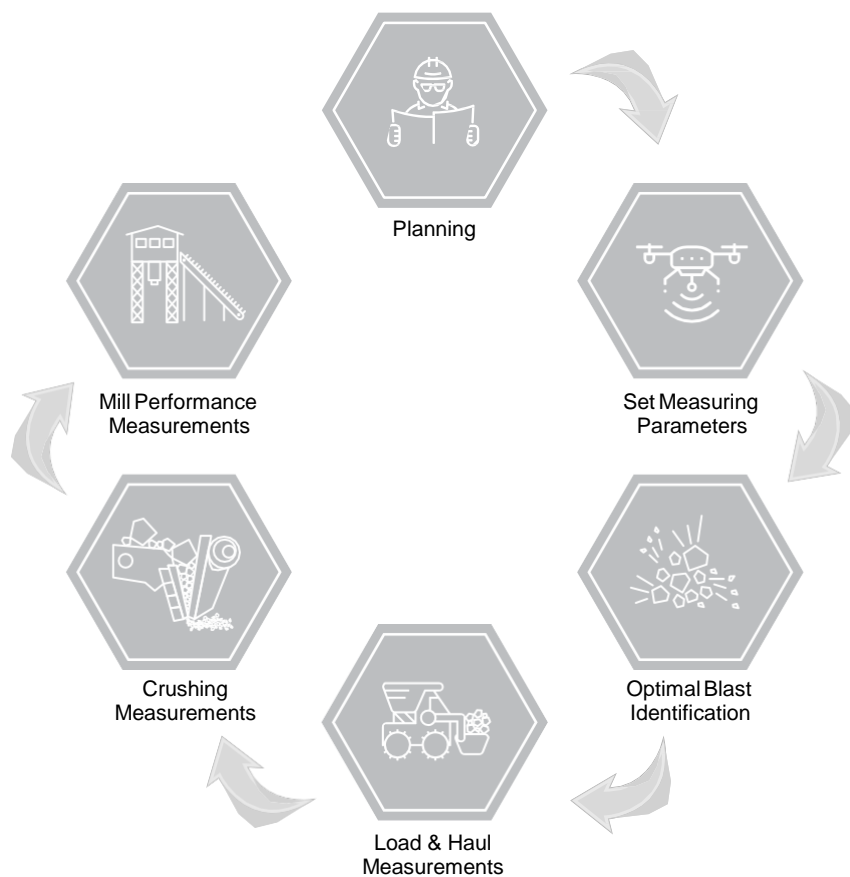 Planning
Set Measuring
Parameters
Optimal Blast
Identification
Load & Haul
Measurements
Crushing
Measurements
Mill Performance
Measurements